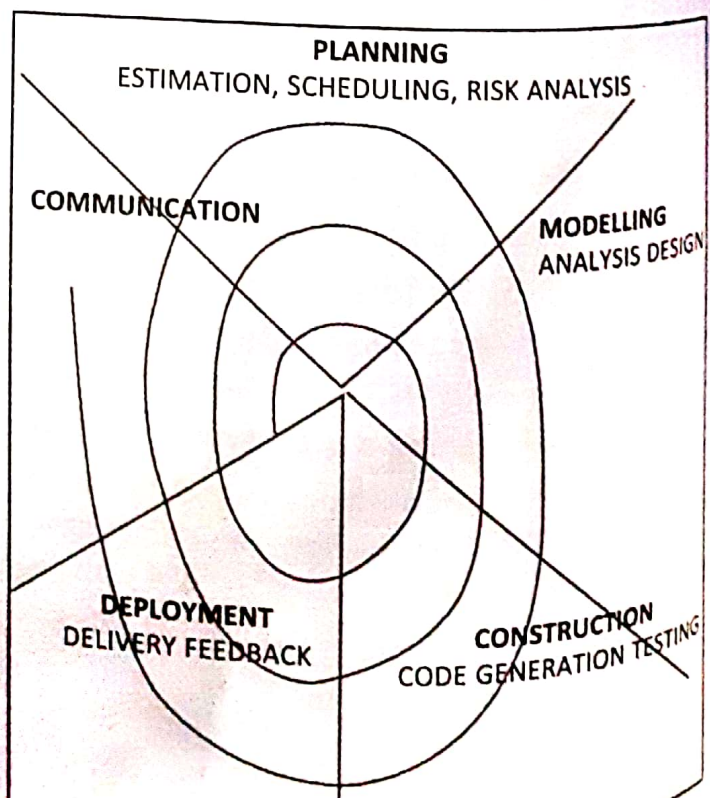 PLANNING
ESTIMATION, SCHEDULING, RISK ANALYSIS
COMMUNICATION
MODELLING
ANALYSIS DESIGN
DEPLOYMENT
DELIVERY FEEDBACK
CONSTRUCTION
CODE GENERATION TESTING